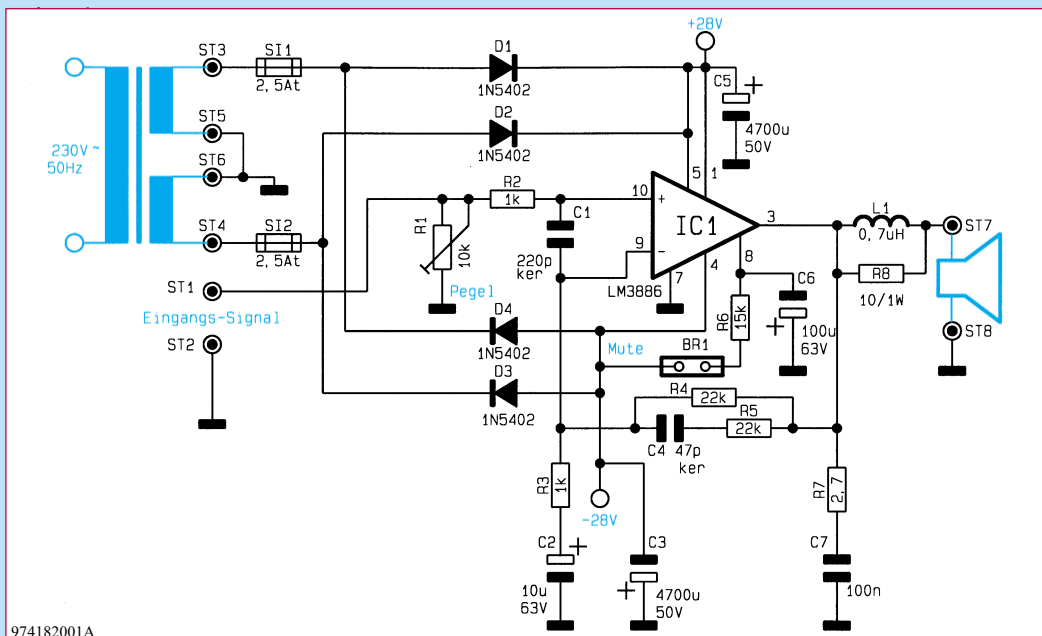 +28V
ST3
SI1
2,5At
D1
1N5402
C5
+
4700u
50V
D2
1N5402
ST5
230V~
50Hz
ST6
5
1
R2
1k
10
+
IC1
3
L1
0,7uH
ST7
ST4
SI2
2,5At
R1
10k
C1
220p
ker
9
−
7
4
8
LM3886
R8
10/1W
C6
+
100u
63V
ST1
Pegel
Eingangs-Signal
ST2
D4
1N5402
Mute
R6
15k
BR1
ST8
D3
1N5402
R4
22k
R5
22k
C4
47p
ker
R3
1k
-28V
R7
2,7
C2
+
10u
63V
C3
+
4700u
50V
C7
100n
974182001A